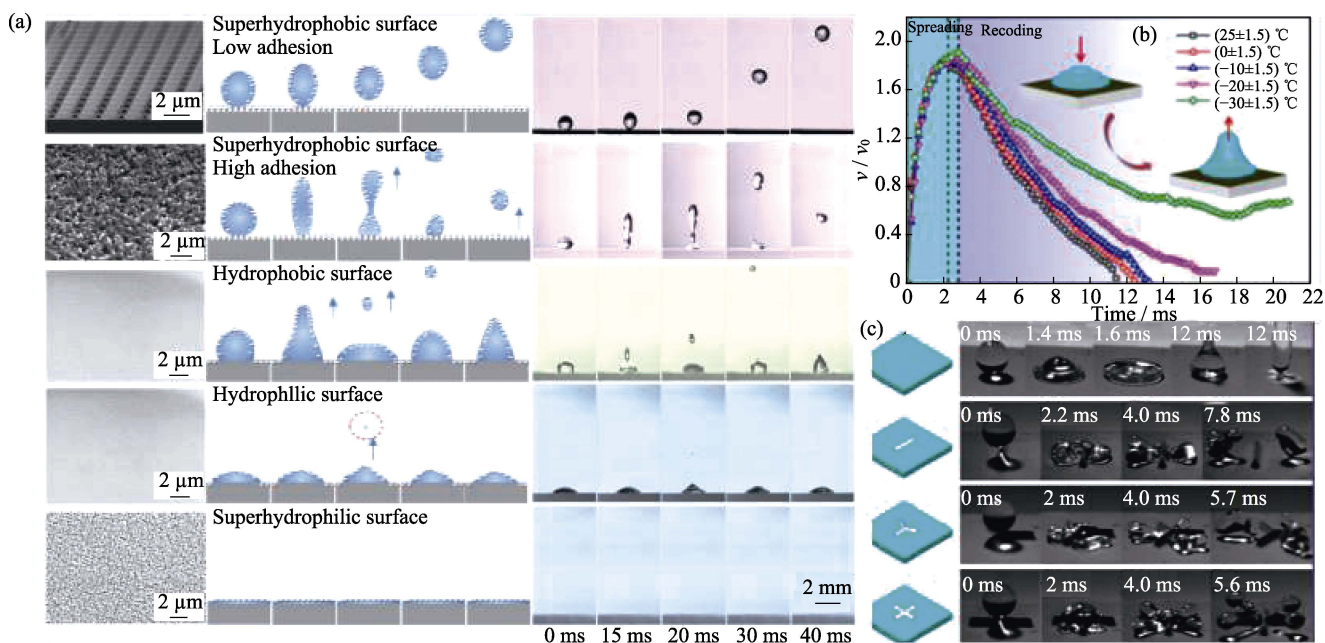 (a)
Superhydrophobic surface
Low adhesion
2 μm
Superhydrophobic surface
High adhesion
2 μm
Hydrophobic surface
2 μm
Hydrophllic surface
2 μm
Superhydrophilic surface
2 μm
2 mm
0 ms 15 ms 20 ms 30 ms 40 ms
(b)
Spreading Recoding
(25±1.5) ℃
(0±1.5) ℃
(−10±1.5) ℃
(−20±1.5) ℃
(−30±1.5) ℃
2.0
1.6
1.2
0.8
0.4
0
v / v0
0 2 4 6 8 10 12 14 16 18 20 22
Time / ms
(c)
0 ms 1.4 ms 1.6 ms 12 ms 12 ms
0 ms 2.2 ms 4.0 ms 7.8 ms
0 ms 2 ms 4.0 ms 5.7 ms
0 ms 2 ms 4.0 ms 5.6 ms